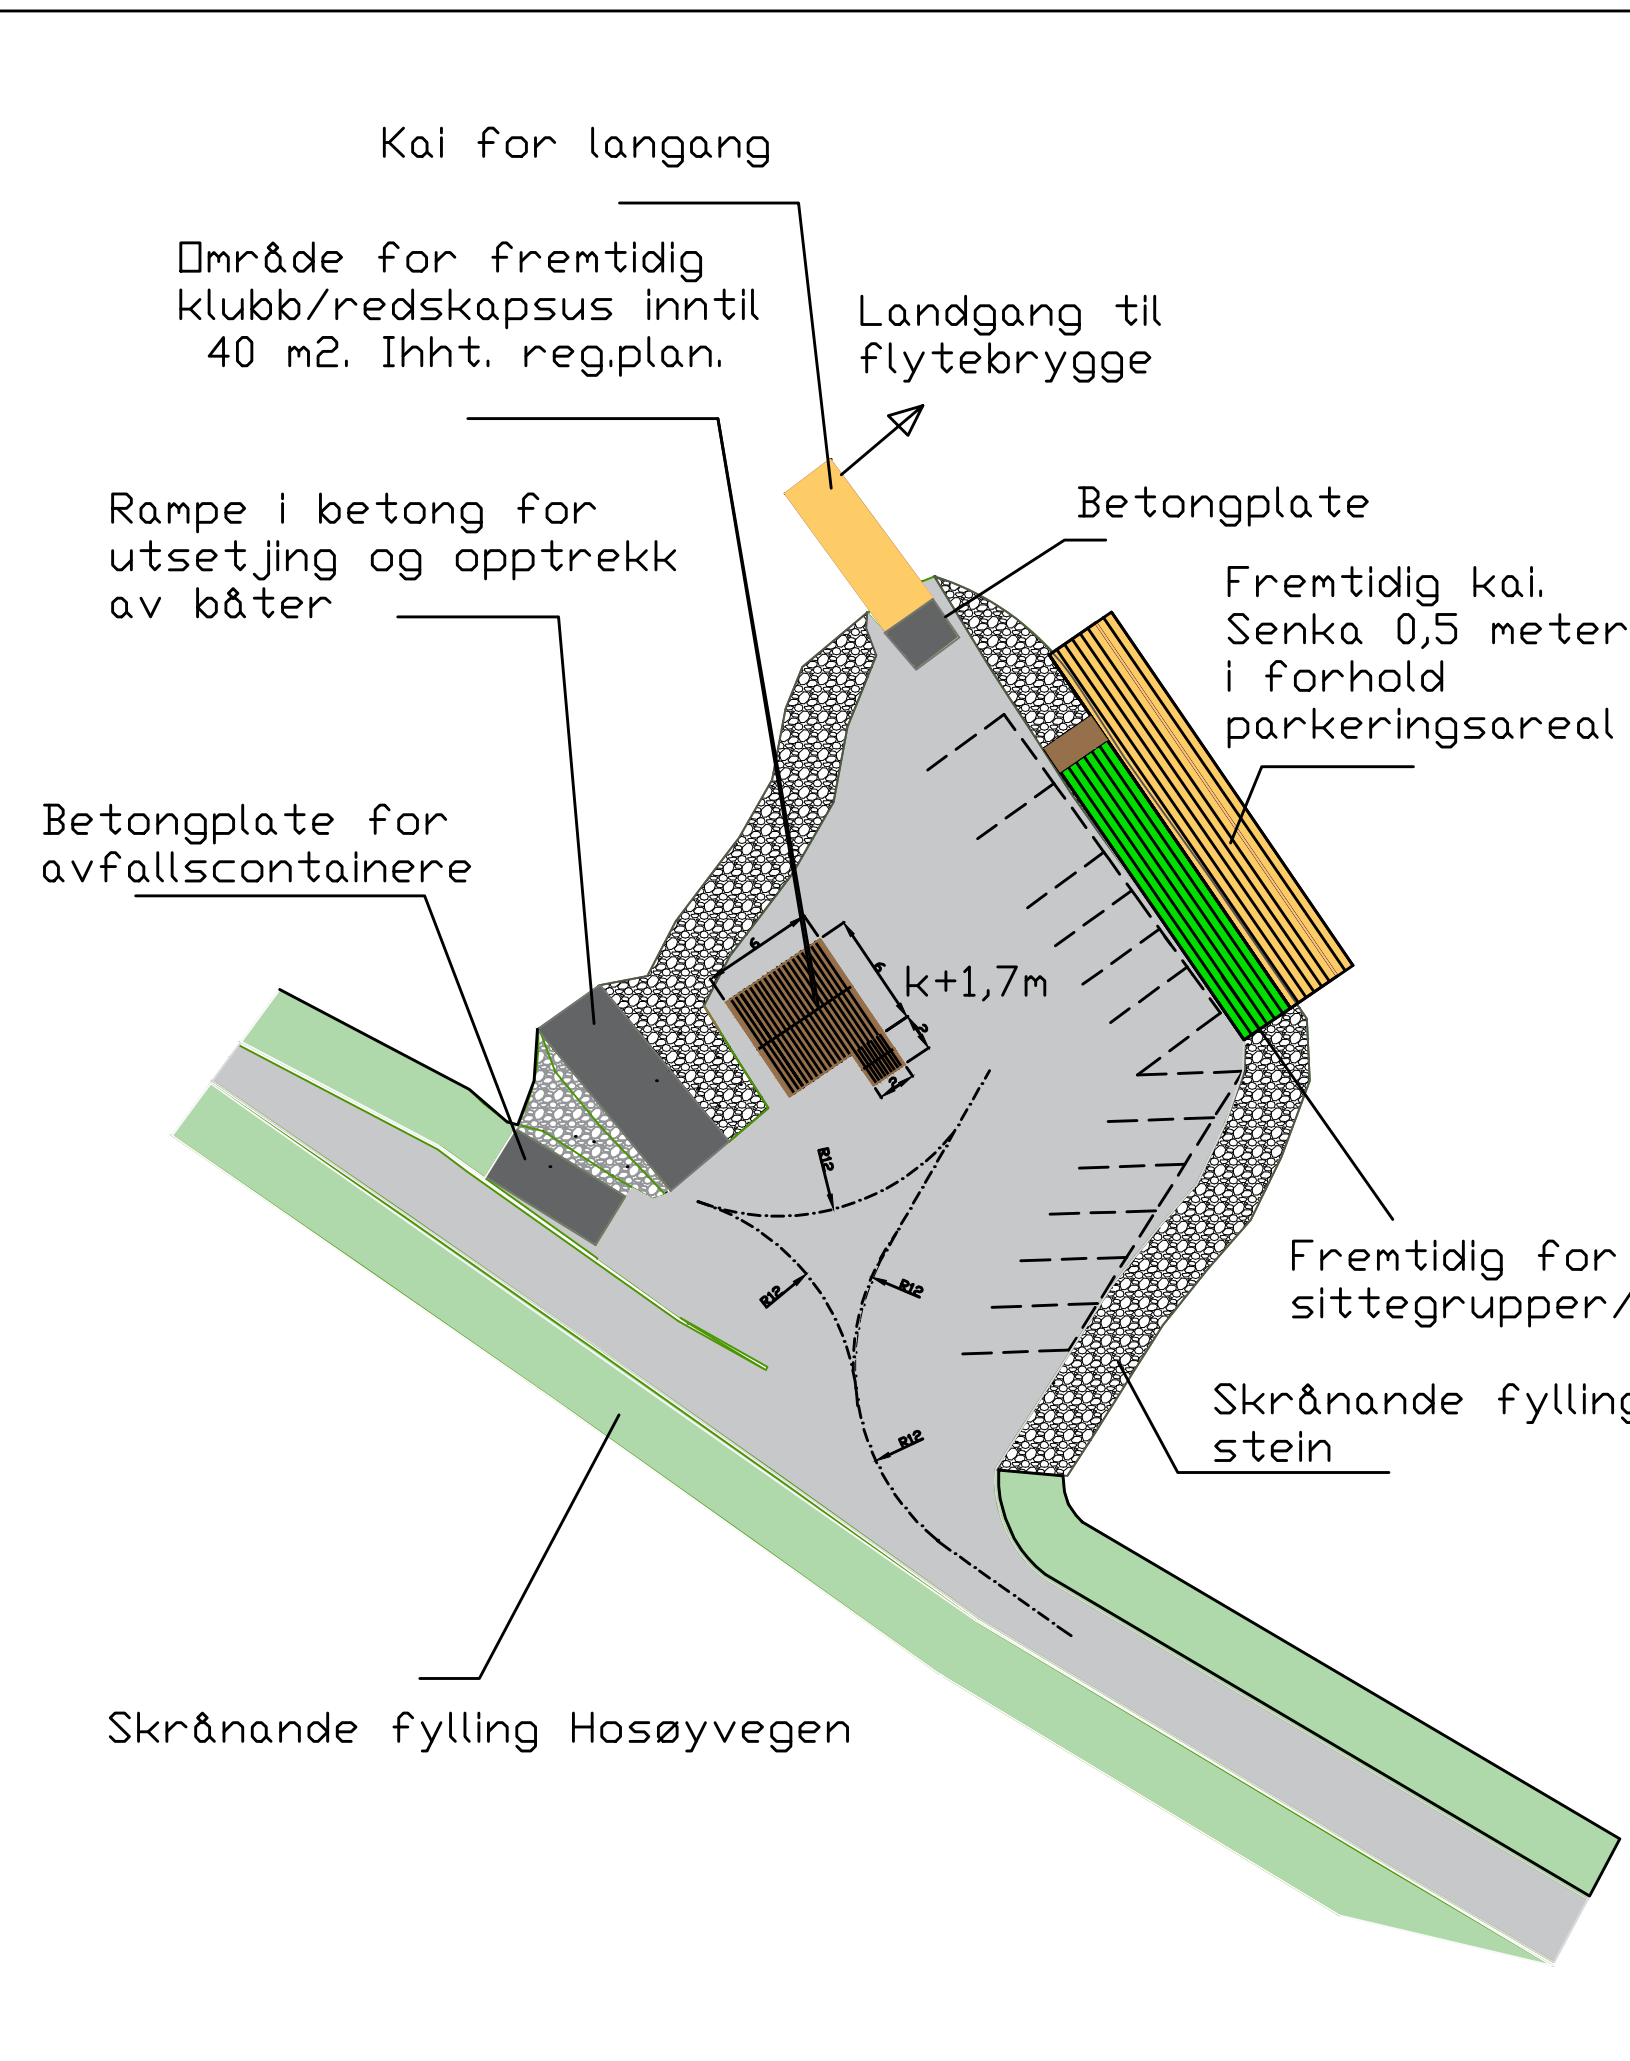 Kai for langang
Område for fremtidig
klubb/redskapsus inntil
40 m2. Ihht. reg.plan.
Landgang til
flytebrygge
Rampe i betong for
utsetjing og opptrekk
av båter
Betongplate
Fremtidig kai.
Senka 0,5 meter
i forhold
parkeringsareal
Betongplate for
avfallscontainere
6
6
k+1,7m
2
2
R12
R12
R12
R12
Fremtidig for
sittegrupper/
Skrånande fylling
stein
Skrånande fylling Hosøyvegen